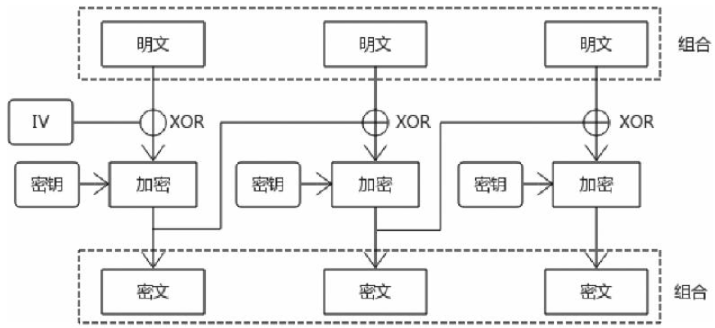 明文 明文 明文 组合
IV XOR XOR XOR
密钥 加密 密钥 加密 密钥 加密
密文 密文 密文 组合